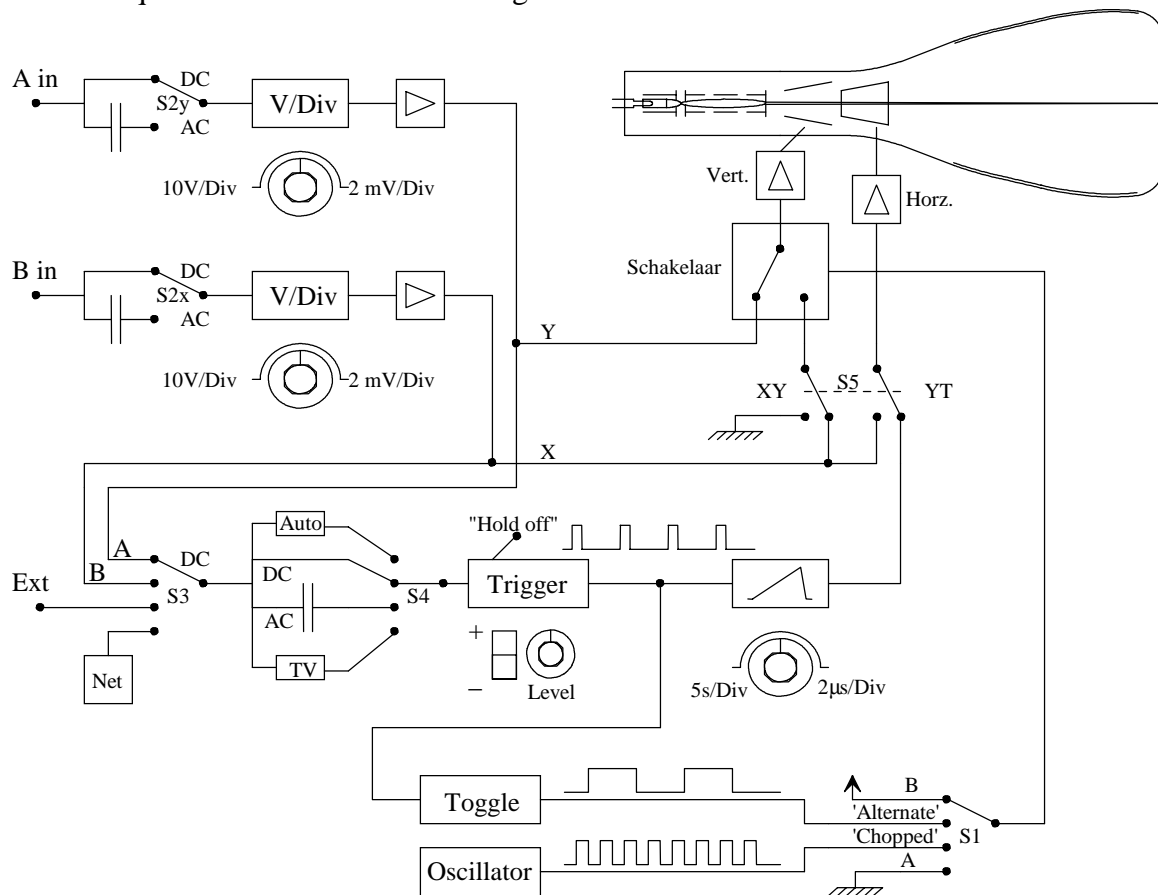 A in
DC
S2y
AC
V/Div
10V/Div
2 mV/Div
B in
DC
S2x
AC
V/Div
10V/Div
2 mV/Div
Vert.
Horz.
Schakelaar
Y
XY
S5
YT
X
A
B
DC
Ext
S3
Net
Auto
DC
AC
TV
S4
"Hold off"
Trigger
+
−
Level
5s/Div
2μs/Div
Toggle
Oscillator
B
'Alternate'
'Chopped'
S1
A